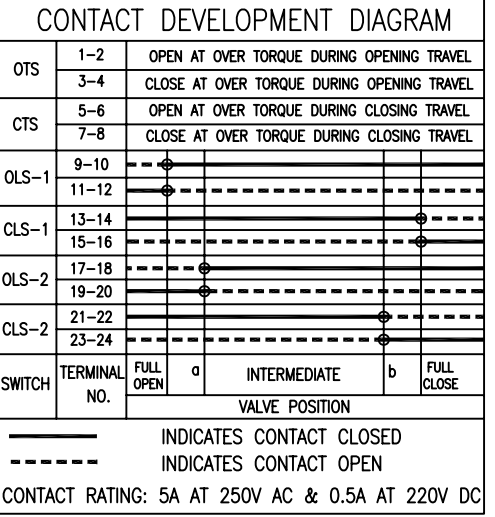 CONTACT DEVELOPMENT DIAGRAM
OTS
1-2 OPEN AT OVER TORQUE DURING OPENING TRAVEL
3-4 CLOSE AT OVER TORQUE DURING OPENING TRAVEL
CTS
5-6 OPEN AT OVER TORQUE DURING CLOSING TRAVEL
7-8 CLOSE AT OVER TORQUE DURING CLOSING TRAVEL
OLS-1
9-10
11-12
CLS-1
13-14
15-16
OLS-2
17-18
19-20
CLS-2
21-22
23-24
SWITCH
TERMINAL
NO.
FULL
OPEN
a
INTERMEDIATE
b
FULL
CLOSE
VALVE POSITION
INDICATES CONTACT CLOSED
INDICATES CONTACT OPEN
CONTACT RATING: 5A AT 250V AC & 0.5A AT 220V DC